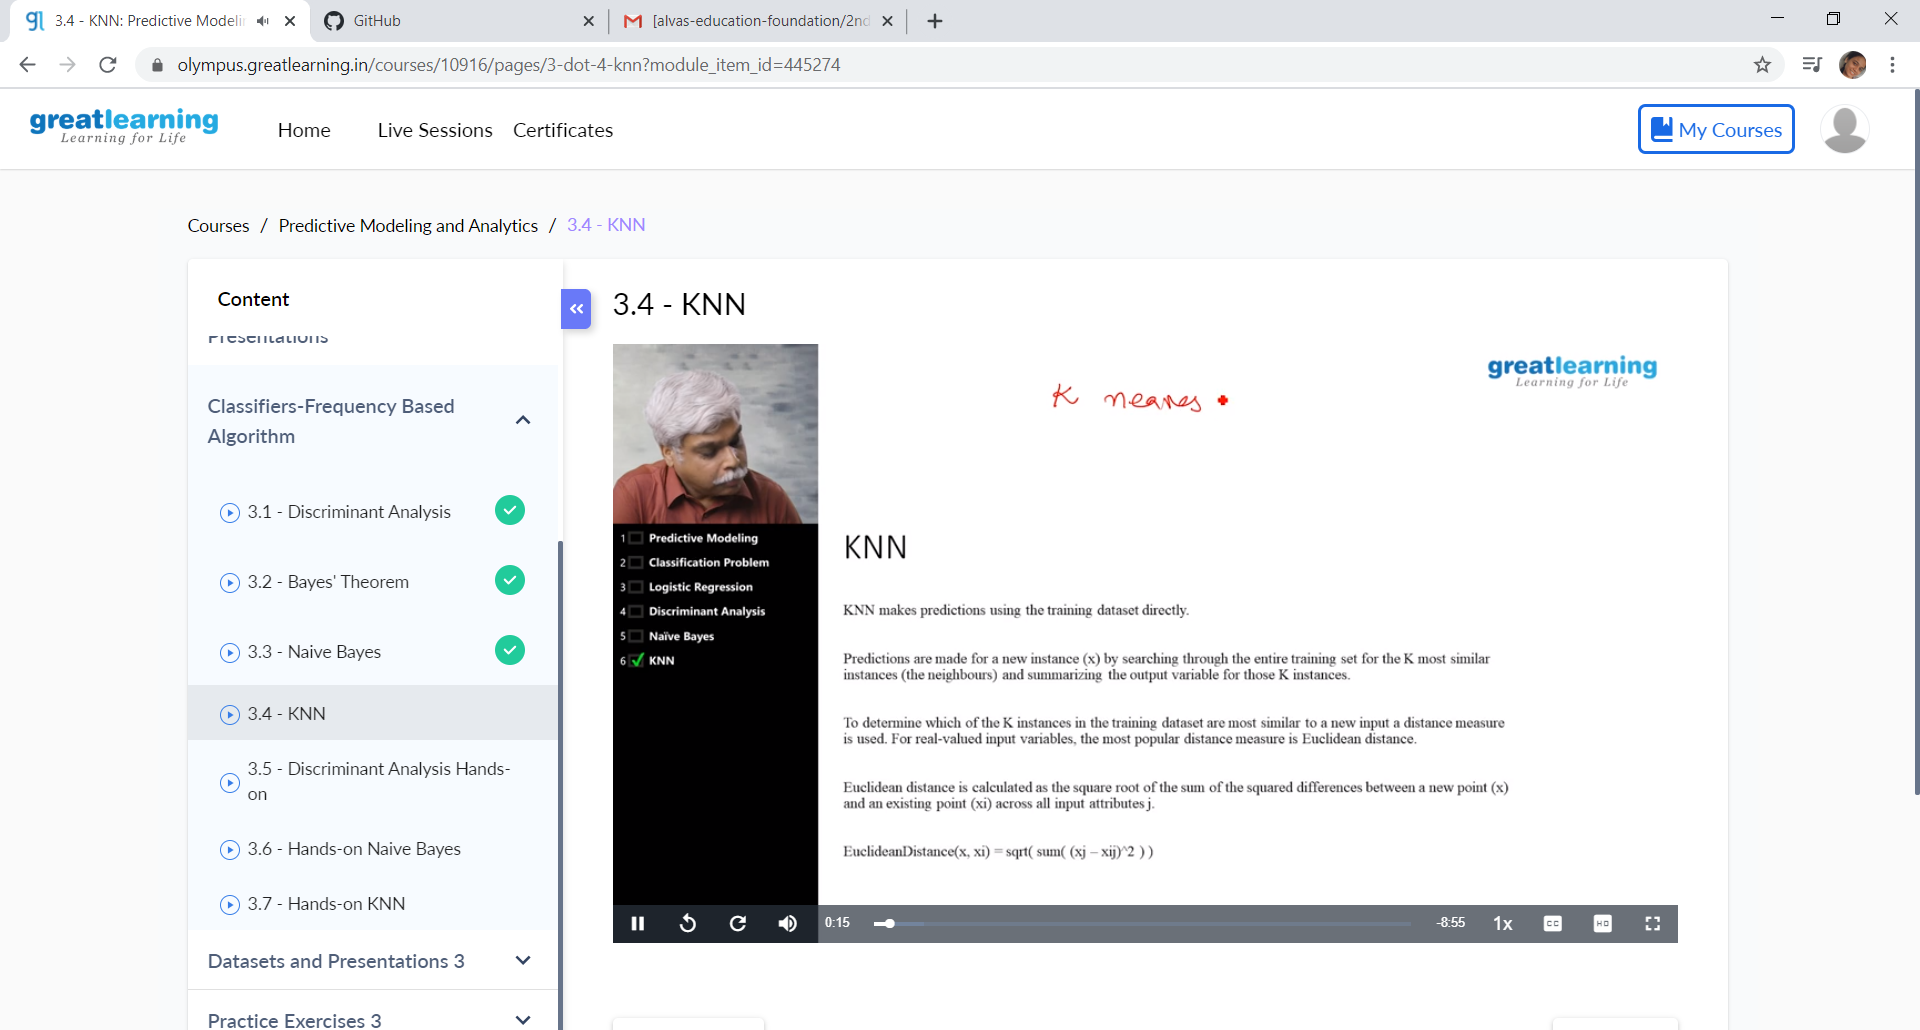 3.4 - KNN: Predictive Modelin
GitHub
[alvas-education-foundation/2nd
olympus.greatlearning.in/courses/10916/pages/3-dot-4-knn?module_item_id=445274
greatlearning
Learning for Life
Home
Live Sessions
Certificates
My Courses
Courses / Predictive Modeling and Analytics / 3.4 - KNN
Content
Presentations
Classifiers-Frequency Based
Algorithm
3.1 - Discriminant Analysis
3.2 - Bayes' Theorem
3.3 - Naive Bayes
3.4 - KNN
3.5 - Discriminant Analysis Hands-
on
3.6 - Hands-on Naive Bayes
3.7 - Hands-on KNN
Datasets and Presentations 3
Practice Exercises 3
3.4 - KNN
greatlearning
Learning for Life
K neares
1 Predictive Modeling
2 Classification Problem
3 Logistic Regression
4 Discriminant Analysis
5 Naïve Bayes
6 KNN
KNN
KNN makes predictions using the training dataset directly.
Predictions are made for a new instance (x) by searching through the entire training set for the K most similar
instances (the neighbours) and summarizing the output variable for those K instances.
To determine which of the K instances in the training dataset are most similar to a new input a distance measure
is used. For real-valued input variables, the most popular distance measure is Euclidean distance.
Euclidean distance is calculated as the square root of the sum of the squared differences between a new point (x)
and an existing point (xi) across all input attributes j.
EuclideanDistance(x, xi) = sqrt( sum( (xj – xij)^2 ) )
0:15
-8:55
1x
CC
HD